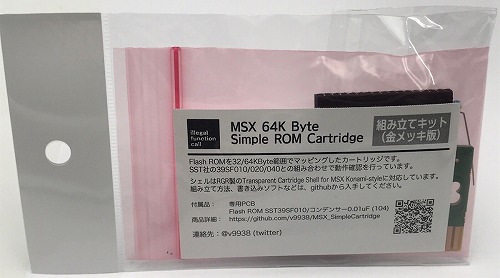 illegal
function
call
MSX 64K Byte
Simple ROM Cartridge
組み立てキット
(金メッキ版)
Flash ROMを32/64KByte範囲でマッピングしたカートリッジです。
SST社の39SF010/020/040との組み合わせで動作確認を行っています。
シェルはRGR製のTransparent Cartridge Shell for MSX Konami-styleに対応しています。
組み立て方法、書き込みソフトなどは、githubから入手してください。
付属品： 専用PCB
Flash ROM SST39SF010/コンデンサー0.01uF (104)
商品詳細： https://github.com/v9938/MSX_SimpleCartridge
連絡先：@v9938 (twitter)